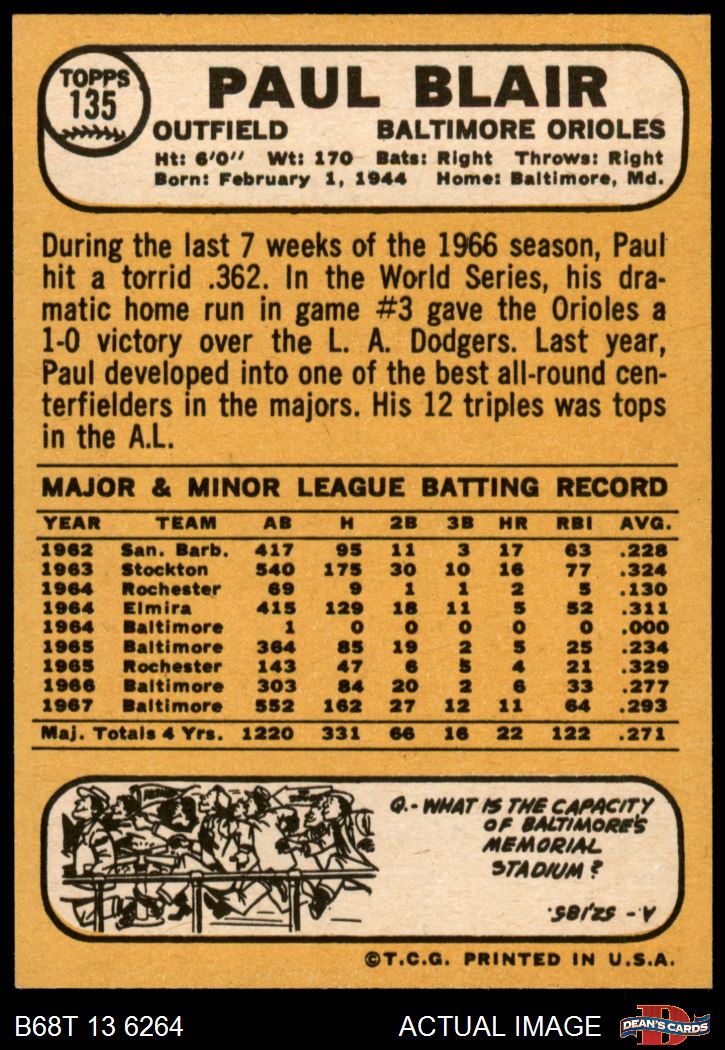 TOPPS
135
PAUL BLAIR
OUTFIELD BALTIMORE ORIOLES
Ht: 6'0" Wt: 170 Bats: Right Throws: Right
Born: February 1, 1944 Home: Baltimore, Md.
During the last 7 weeks of the 1966 season, Paul
hit a torrid .362. In the World Series, his dra-
matic home run in game #3 gave the Orioles a
1-0 victory over the L. A. Dodgers. Last year,
Paul developed into one of the best all-round cen-
terfielders in the majors. His 12 triples was tops
in the A.L.
MAJOR & MINOR LEAGUE BATTING RECORD
YEAR TEAM AB H 2B 3B HR RBI AVG.
1962 San. Barb. 417 95 11 3 17 63 .228
1963 Stockton 540 175 30 10 16 77 .324
1964 Rochester 69 9 1 1 2 5 .130
1964 Elmira 415 129 18 11 5 52 .311
1964 Baltimore 1 0 0 0 0 0 .000
1965 Baltimore 364 85 19 2 5 25 .234
1965 Rochester 143 47 6 5 4 21 .329
1966 Baltimore 303 84 20 2 6 33 .277
1967 Baltimore 552 162 27 12 11 64 .293
Maj. Totals 4 Yrs. 1220 331 66 16 22 122 .271
Q.- WHAT IS THE CAPACITY
OF BALTIMORE'S
MEMORIAL
STADIUM?
A - 52,185.
©T.C.G. PRINTED IN U.S.A.
B68T 13 6264 ACTUAL IMAGE
D
DEAN'S CARDS